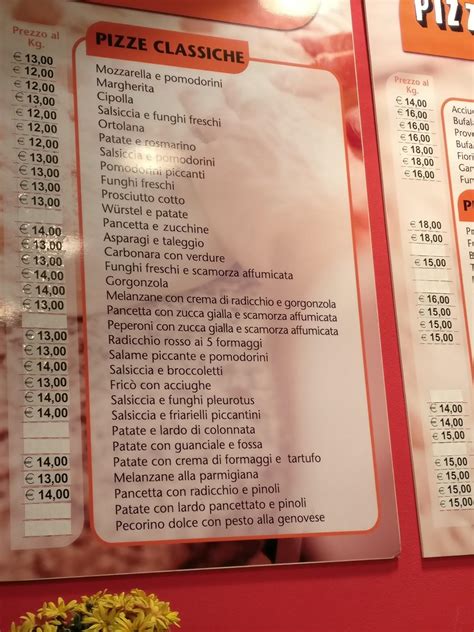 Prezzo al
Kg.
PIZZE CLASSICHE
€ 13,00
€ 12,00
€ 12,00
€ 13,00
€ 12,00
€ 12,00
€ 12,00
€ 13,00
€ 13,00
€ 13,00
€ 13,00
Mozzarella e pomodorini
Margherita
Cipolla
Salsiccia e funghi freschi
Ortolana
Patate e rosmarino
Salsiccia e pomodorini
Pomodorini piccanti
Funghi freschi
Prosciutto cotto
Würstel e patate
Pancetta e zucchine
Asparagi e taleggio
Carbonara con verdure
Funghi freschi e scamorza affumicata
Gorgonzola
Melanzane con crema di radicchio e gorgonzola
Pancetta con zucca gialla e scamorza affumicata
Peperoni con zucca gialla e scamorza affumicata
Radicchio rosso ai 5 formaggi
Salame piccante e pomodorini
Salsiccia e broccoletti
Fricò con acciughe
Salsiccia e funghi pleurotus
Salsiccia e friarielli piccantini
Patate e lardo di colonnata
Patate con guanciale e fossa
Patate con crema di formaggi e tartufo
Melanzane alla parmigiana
Pancetta con radicchio e pinoli
Patate con lardo pancettato e pinoli
Pecorino dolce con pesto alla genovese
€ 14,00
€ 13,00
€ 14,00
€ 14,00
€ 14,00
€ 14,00
€ 13,00
€ 13,00
€ 13,00
€ 14,00
€ 14,00
€ 14,00
€ 14,00
€ 13,00
€ 14,00
PIZZ
Prezzo al
Kg.
€ 14,00
€ 16,00
€ 16,00
€ 16,00
€ 18,00
€ 18,00
€ 18,00
€ 15,00
€ 16,00
€ 15,00
€ 15,00
€ 14,00
€ 14,00
€ 15,00
€ 15,00
€ 15,00
€ 15,00